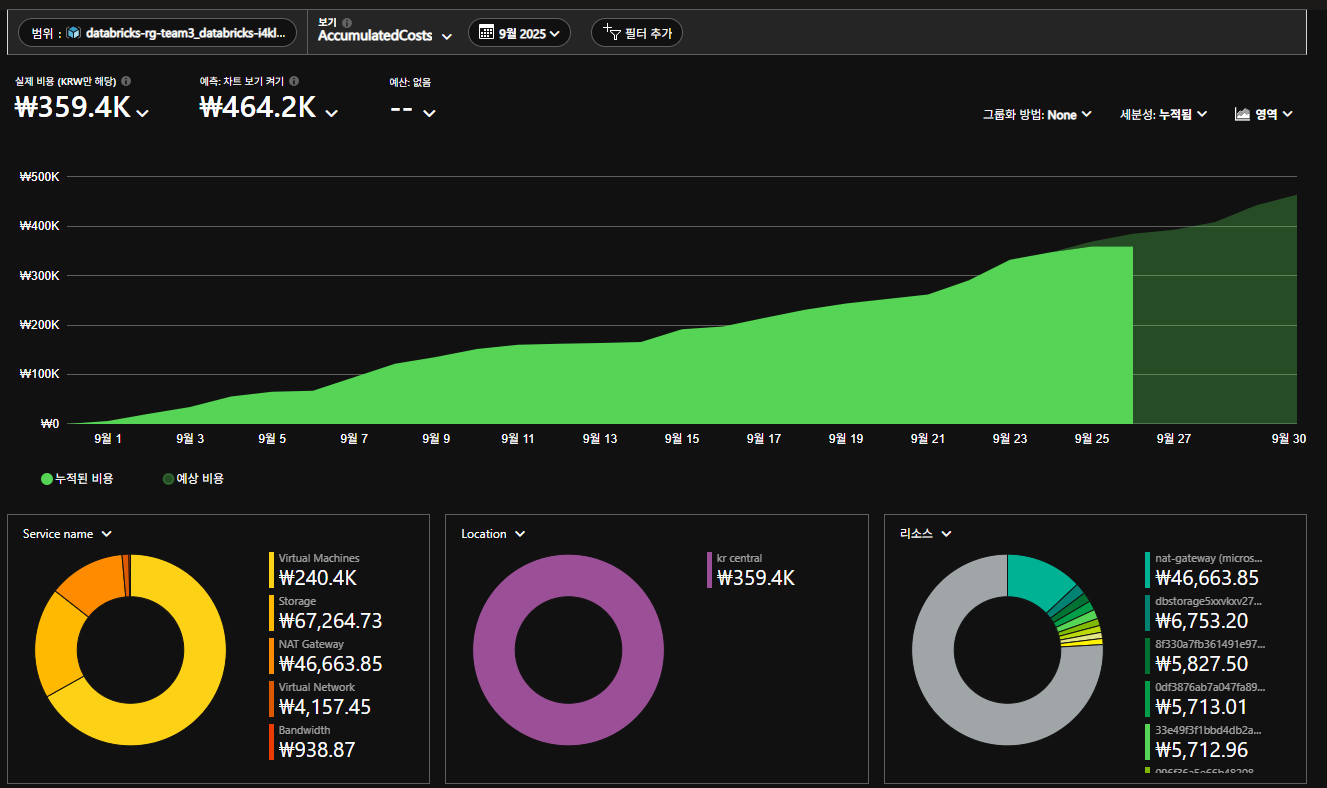 범위 : databricks-rg-team3_databricks-i4kl...
보기
AccumulatedCosts
9월 2025
필터 추가
실제 비용 (KRW만 해당)
₩359.4K
예측: 차트 보기 켜기
₩464.2K
예산: 없음
--
그룹화 방법: None
세분성: 누적됨
영역
₩500K
₩400K
₩300K
₩200K
₩100K
₩0
9월 1
9월 3
9월 5
9월 7
9월 9
9월 11
9월 13
9월 15
9월 17
9월 19
9월 21
9월 23
9월 25
9월 27
9월 30
누적된 비용
예상 비용
Service name
Virtual Machines
₩240.4K
Storage
₩67,264.73
NAT Gateway
₩46,663.85
Virtual Network
₩4,157.45
Bandwidth
₩938.87
Location
kr central
₩359.4K
리소스
nat-gateway (micros...
₩46,663.85
dbstorage5xxvlxv27...
₩6,753.20
8f330a7fb361491e97...
₩5,827.50
0df3876ab7a047fa89...
₩5,713.01
33e49f3f1bbd4db2a...
₩5,712.96